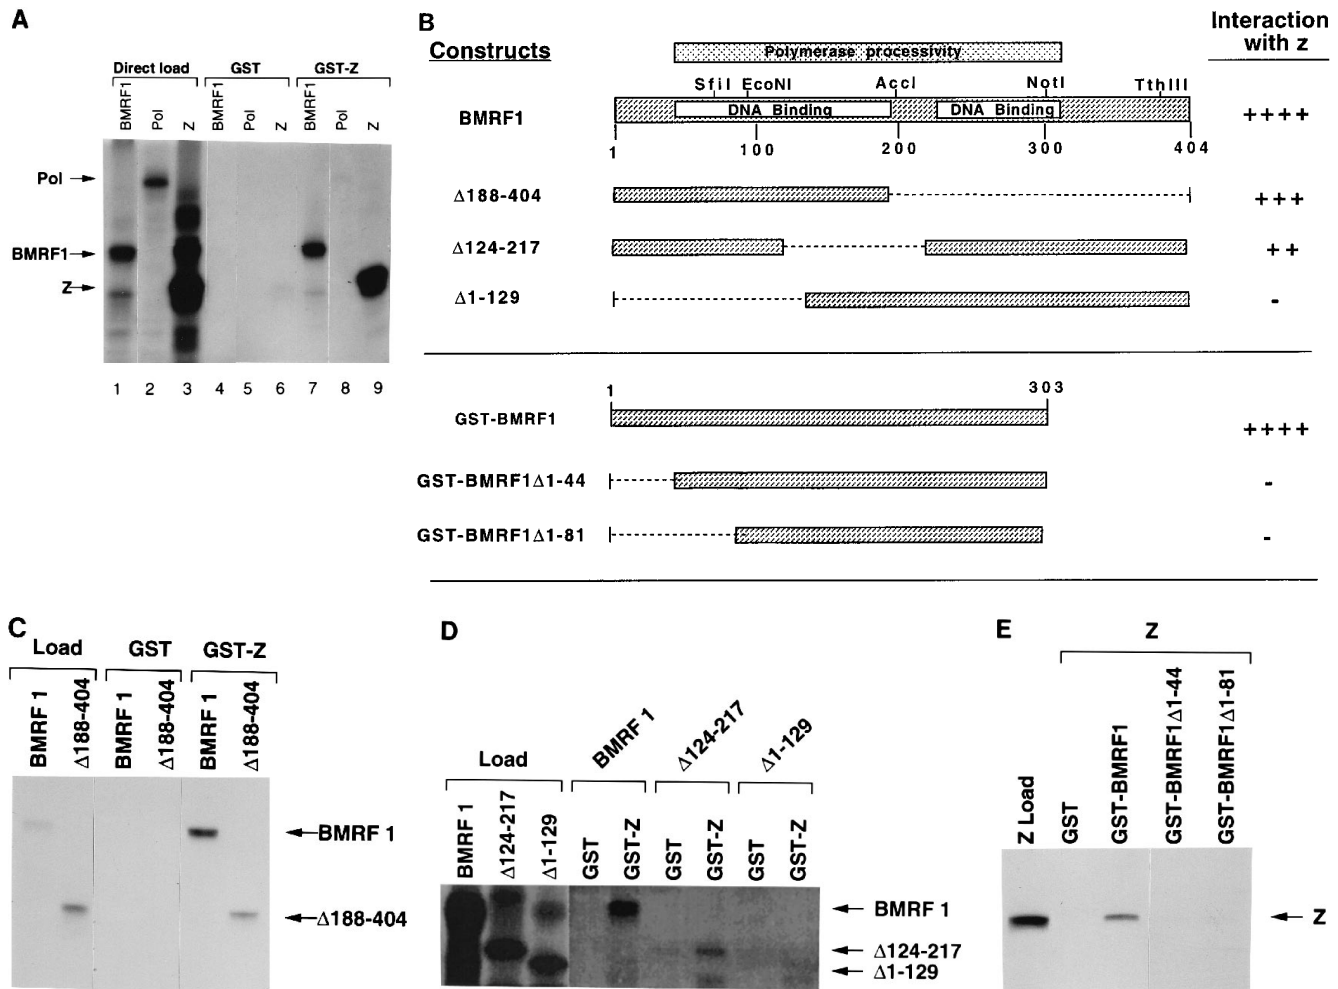 A
Direct load GST GST-Z
BMRF1 Pol Z BMRF1 Pol Z BMRF1 Pol Z
Pol
BMRF1
Z
1 2 3 4 5 6 7 8 9
B
Constructs
Interaction
with z
Polymerase processivity
SfiI EcoNI AccI NotI TthIII
BMRF1 DNA Binding DNA Binding ++++
1 100 200 300 404
Δ188-404 +++
Δ124-217 ++
Δ1-129 -
1 303
GST-BMRF1 ++++
GST-BMRF1Δ1-44 -
GST-BMRF1Δ1-81 -
C
Load GST GST-Z
BMRF 1 Δ188-404 BMRF 1 Δ188-404 BMRF 1 Δ188-404
BMRF 1
Δ188-404
D
Load BMRF 1 Δ124-217 Δ1-129
BMRF 1 Δ124-217 Δ1-129 GST GST-Z GST GST-Z GST GST-Z
BMRF 1
Δ124-217
Δ1-129
E
Z
Z Load GST GST-BMRF1 GST-BMRF1Δ1-44 GST-BMRF1Δ1-81
Z